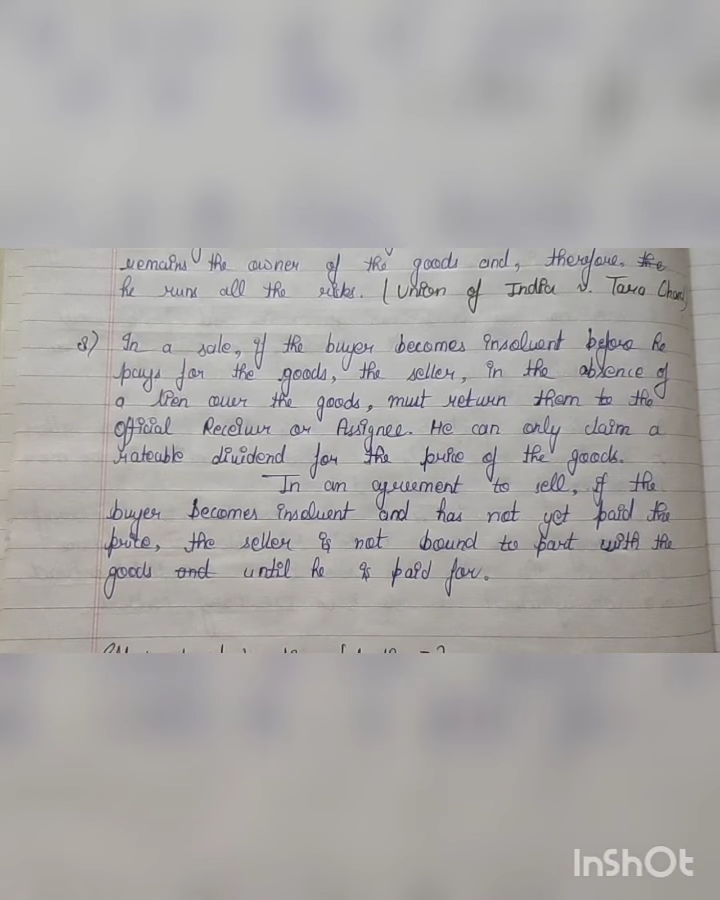 remains the owner of the goods and, therefore, the
he runs all the risks. (Union of India v. Tara Chand)
8) In a sale, if the buyer becomes insolvent before he
pays for the goods, the seller, in the absence of
a lien over the goods, must return them to the
official Receiver or Assignee. He can only claim a
rateable dividend for the price of the goods.
In an agreement to sell, if the
buyer becomes insolvent and has not yet paid the
price, the seller is not bound to part with the
goods and until he is paid for.
InShOt